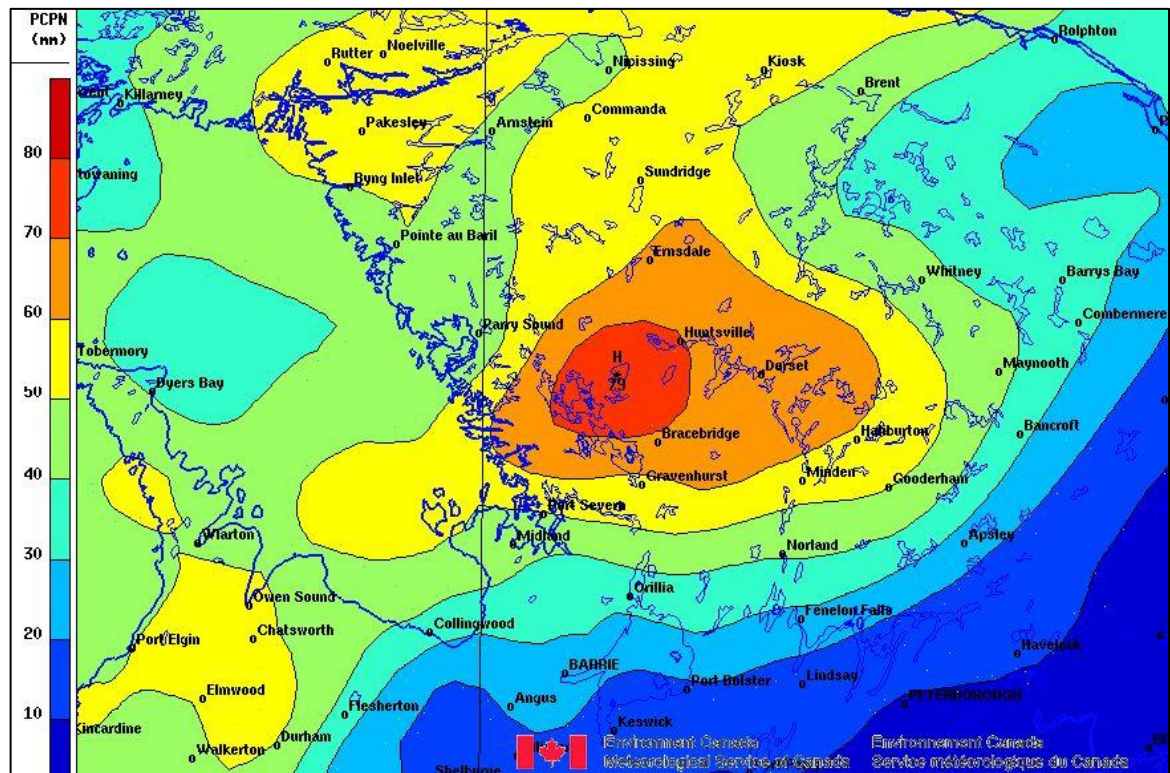 PCPN
(mm)
80
70
60
50
40
30
20
10
Rolphton
Noelville
Rutter
Nipissing
Kiosk
Brent
Killarney
Commanda
Pakesley
Arnstein
Sundridge
towaning
Byng Inlet
Pointe au Baril
Emsdale
Whitney
Barrys Bay
Combermere
Parry Sound
Huntsville
H
79
Tobermory
Dyers Bay
Dorset
Maynooth
Bracebridge
Haliburton
Bancroft
Gravenhurst
Minden
Gooderham
Port Severn
Wiarton
Midland
Norland
Apsley
Orillia
Owen Sound
Fenelon Falls
Port Elgin
Chatsworth
Collingwood
Havelock
BARRIE
Port Bolster
Lindsay
Elmwood
Angus
PETERBOROUGH
Flesherton
Kincardine
Keswick
Durham
Walkerton
Shelburne
Environment Canada
Meteorological Service of Canada
Environnement Canada
Service météorologique du Canada